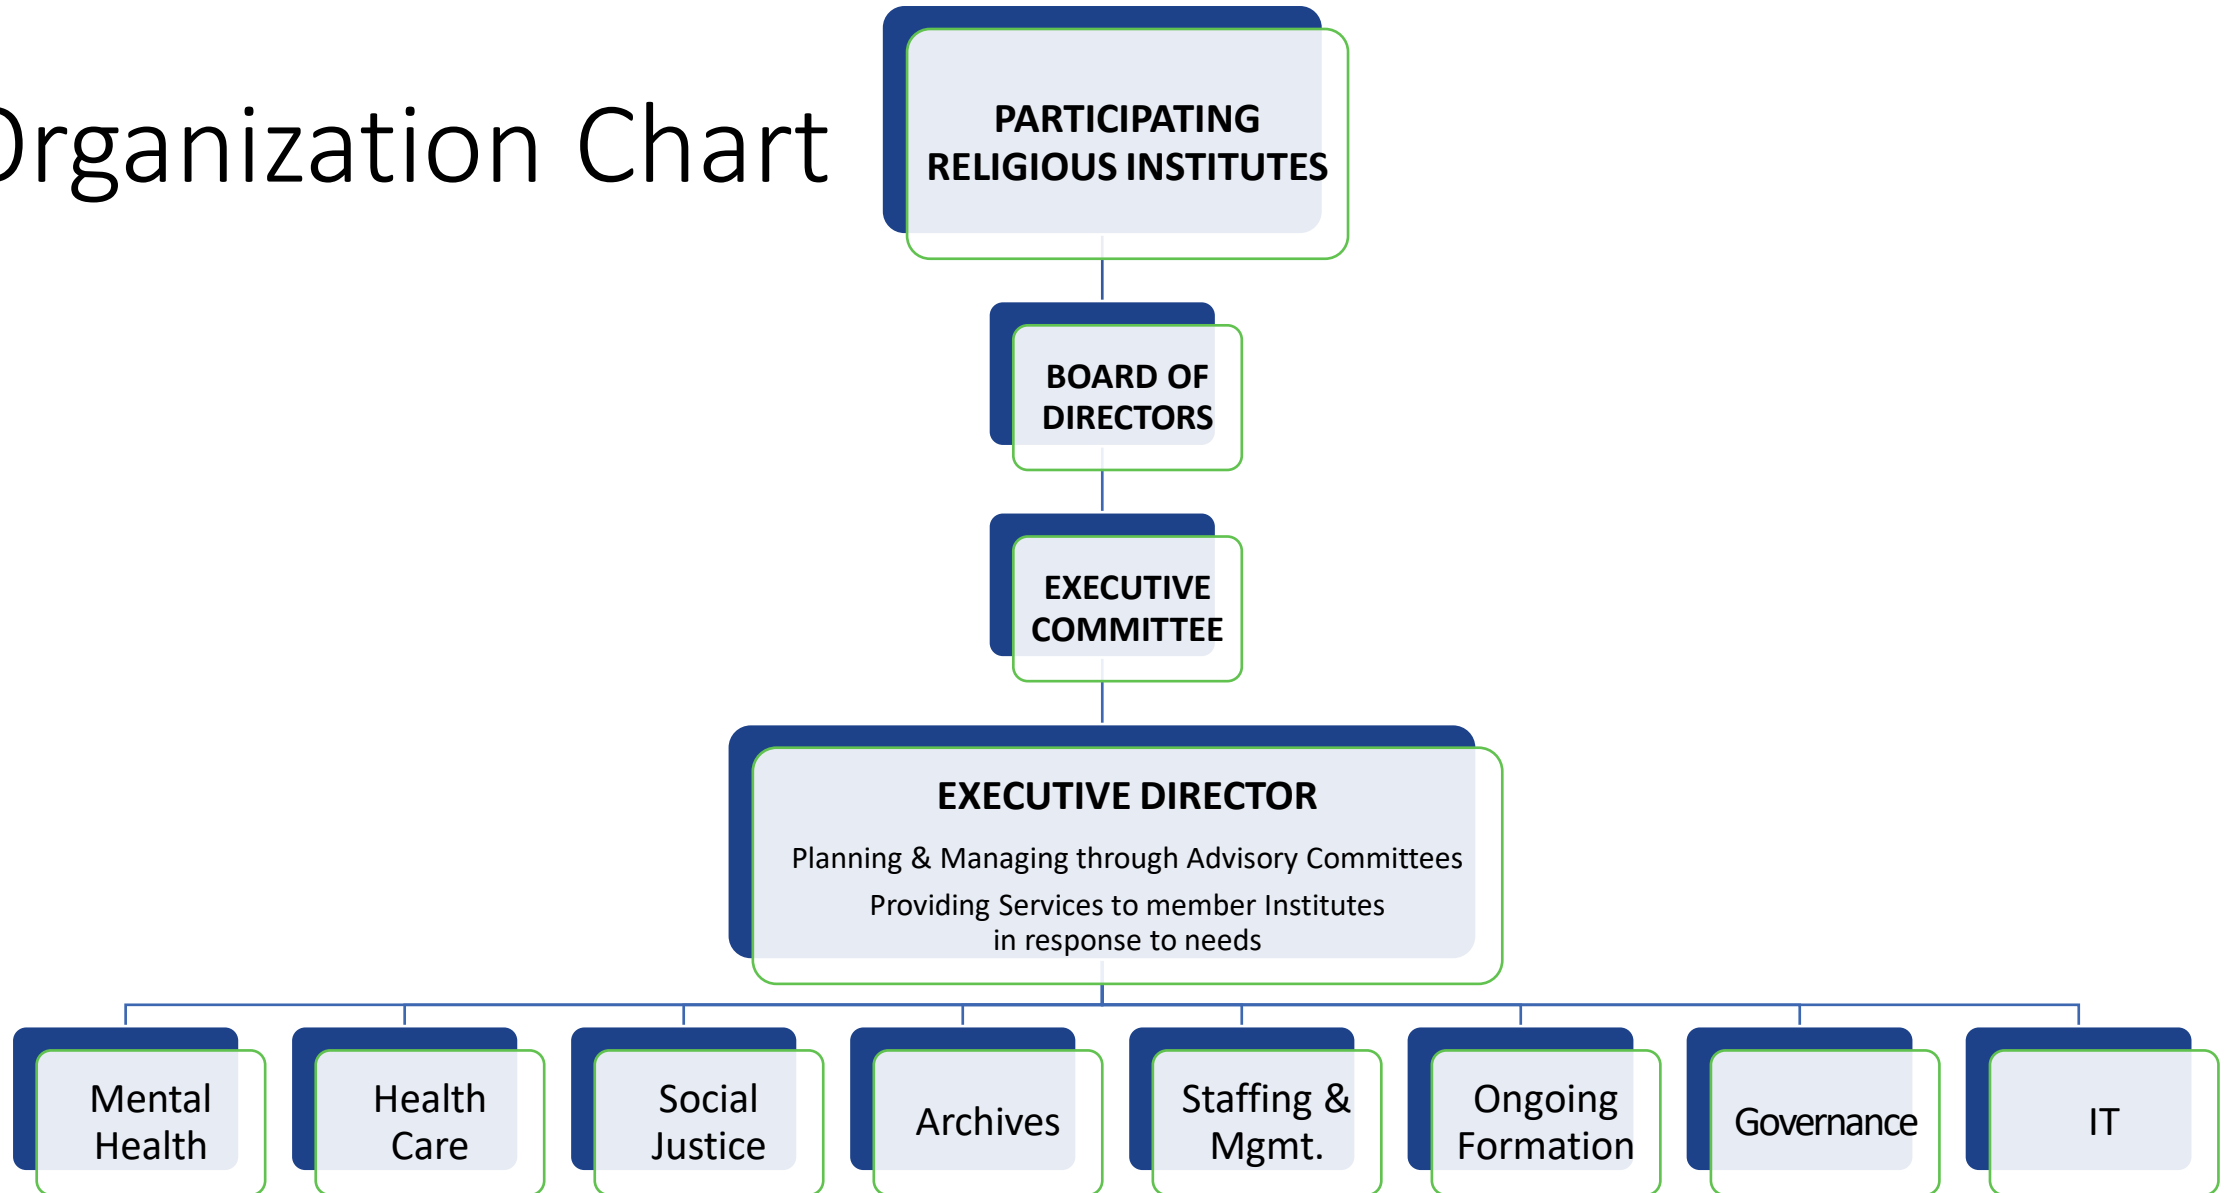 Organization Chart
PARTICIPATING
RELIGIOUS INSTITUTES
BOARD OF
DIRECTORS
EXECUTIVE
COMMITTEE
EXECUTIVE DIRECTOR
Planning & Managing through Advisory Committees
Providing Services to member Institutes
in response to needs
Mental
Health
Health
Care
Social
Justice
Archives
Staffing &
Mgmt.
Ongoing
Formation
Governance
IT